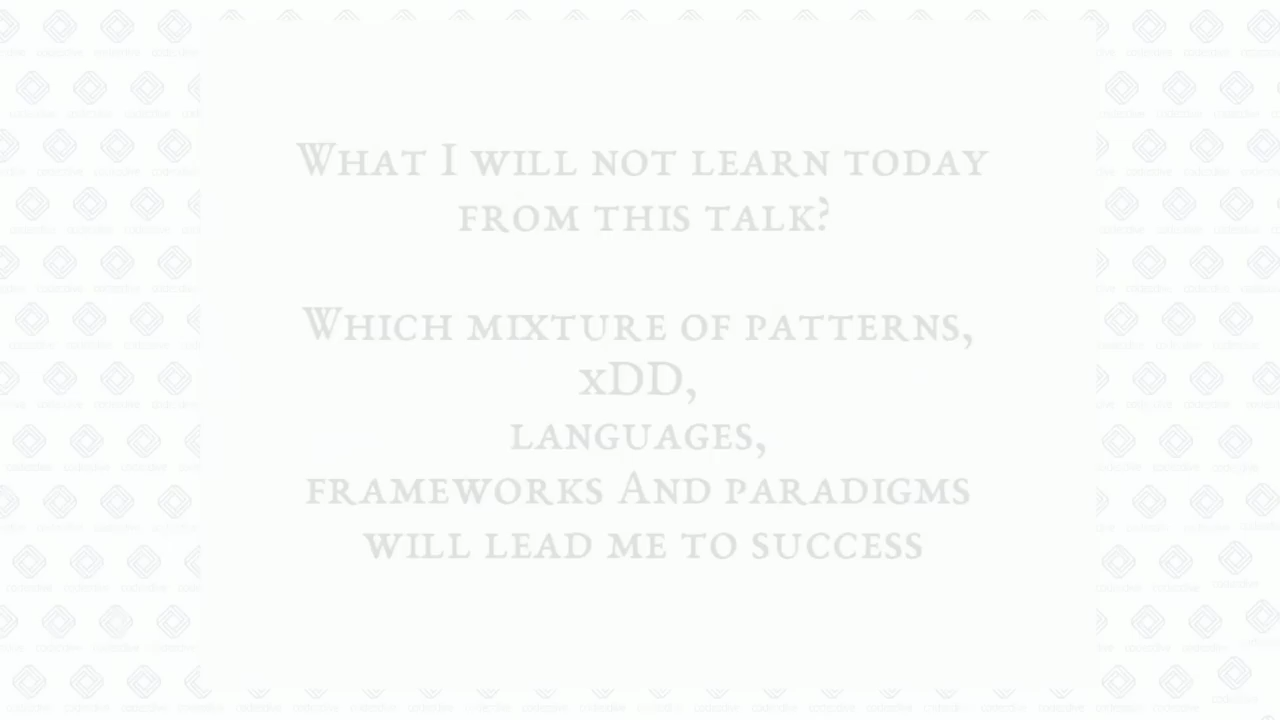 What I will not learn today
from this talk?
Which mixture of patterns,
xDD,
languages,
frameworks And paradigms
will lead me to success